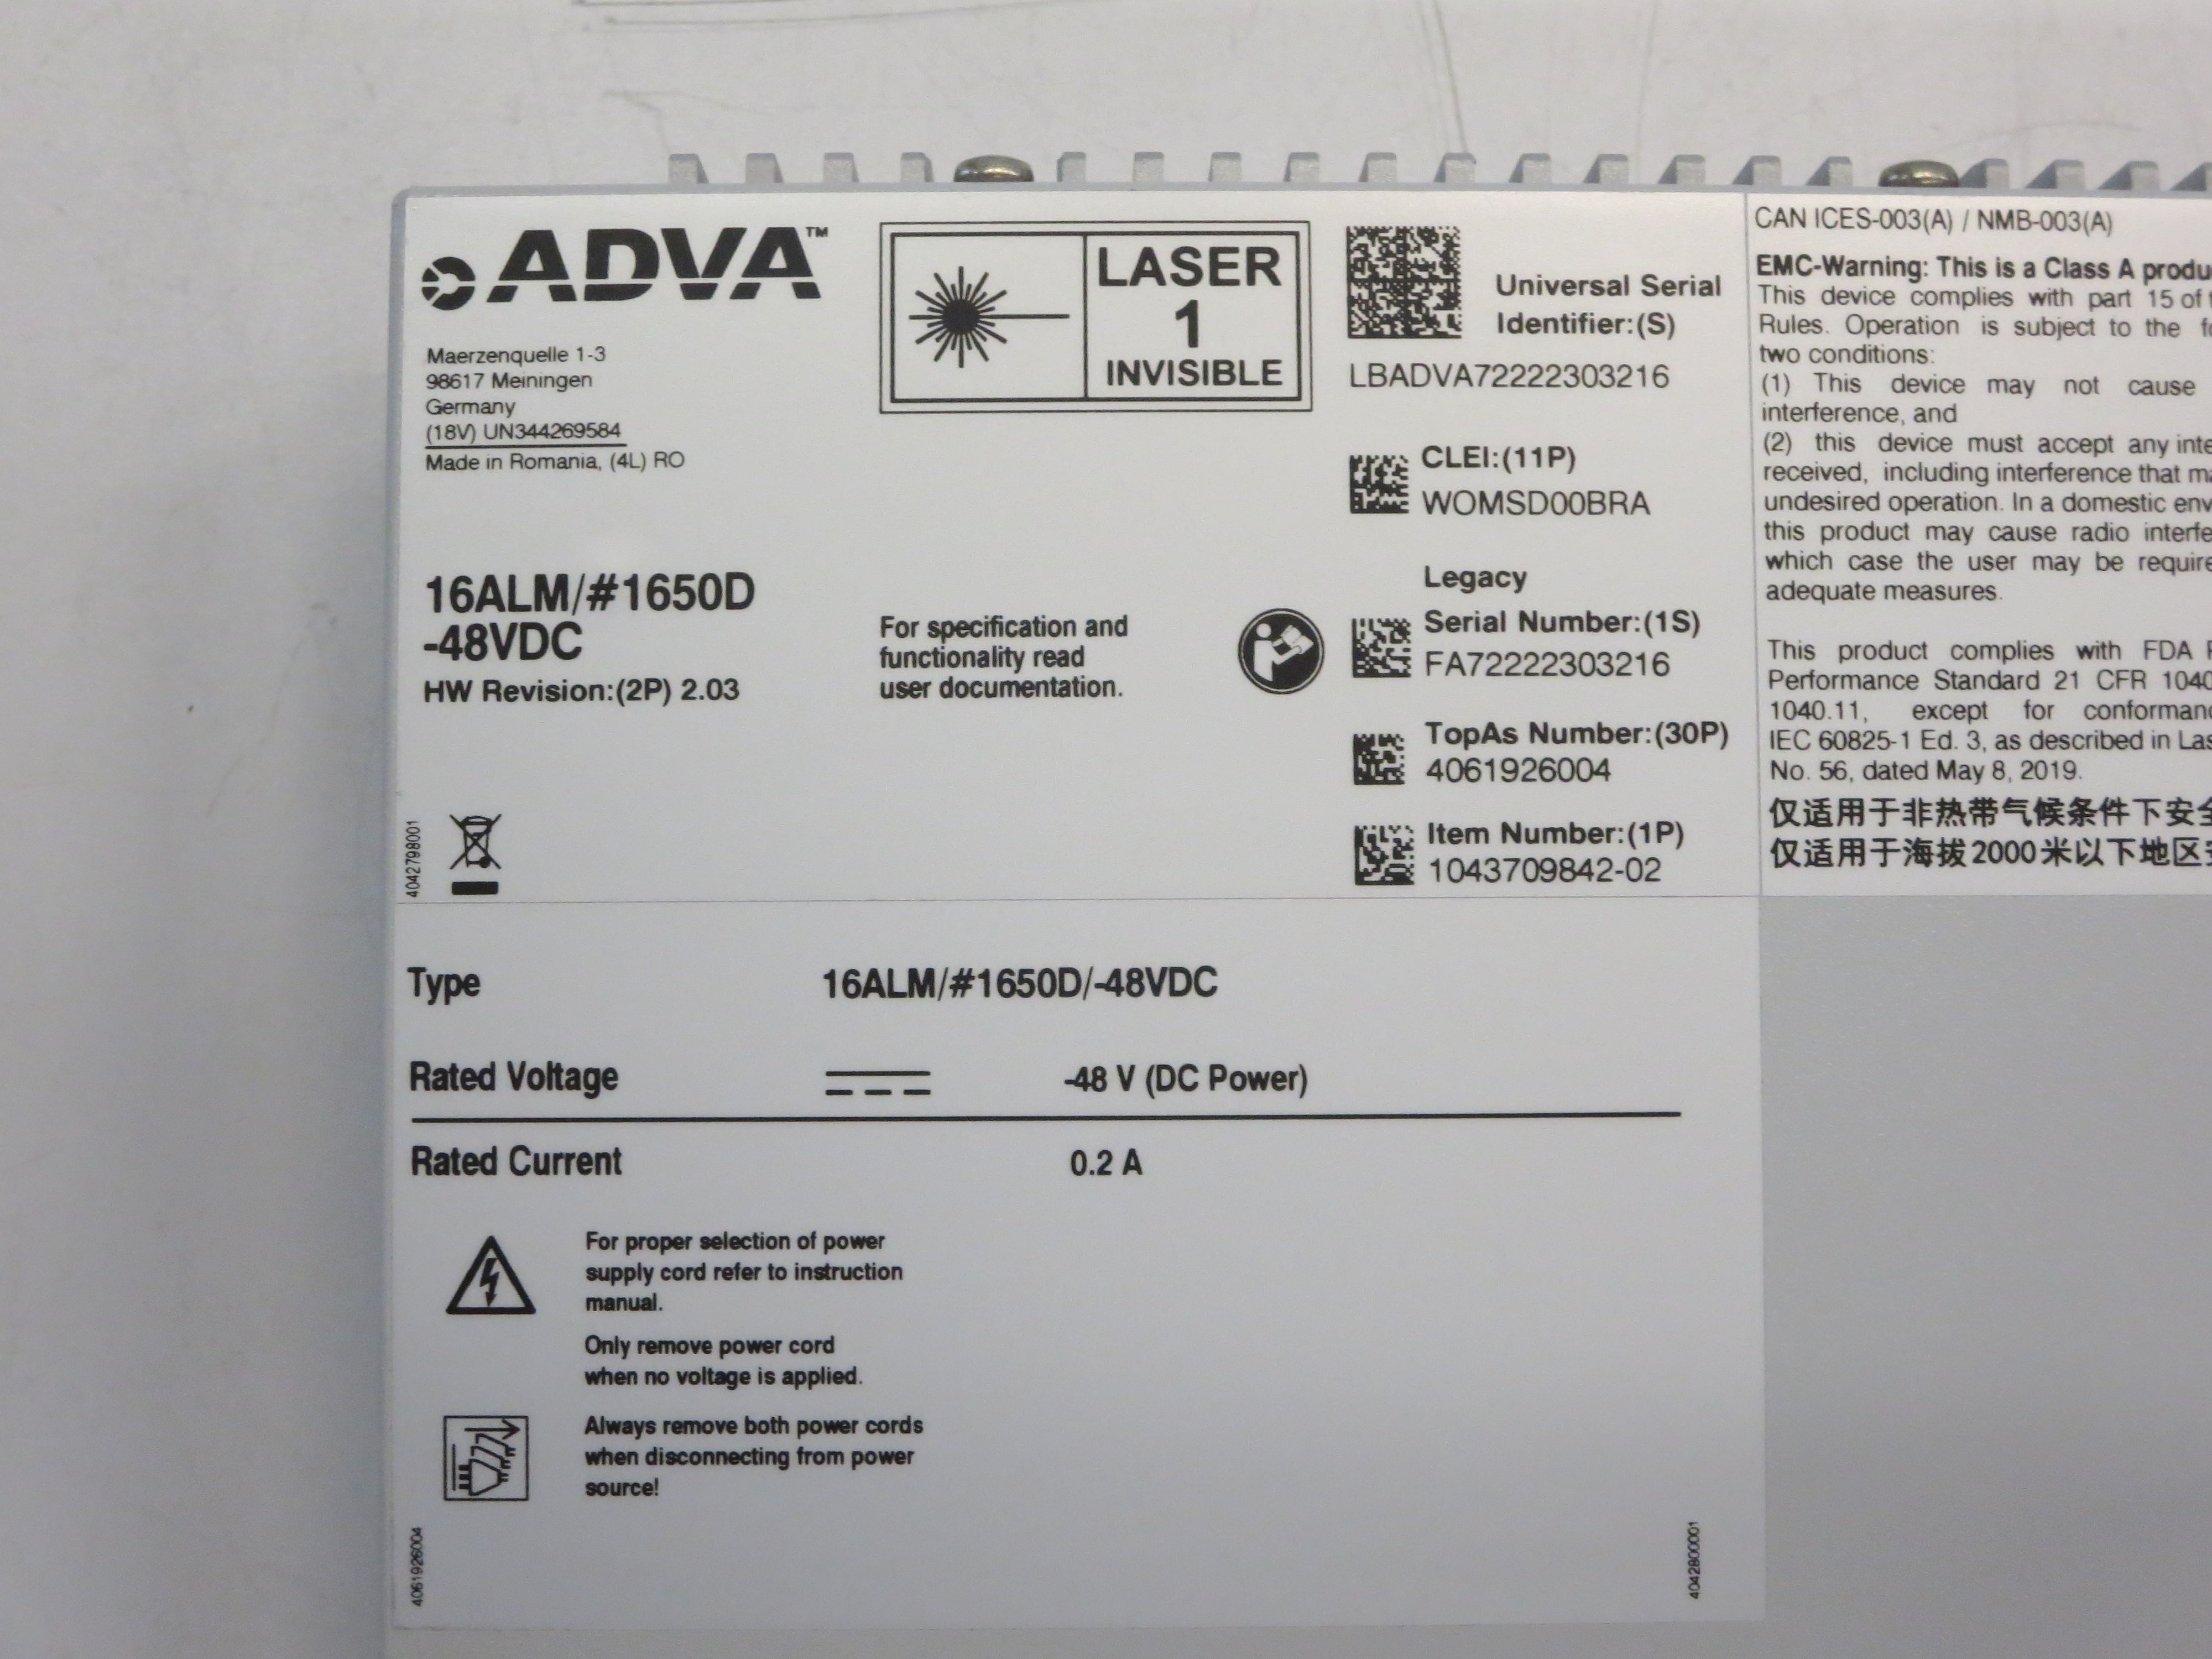 ADVA™
Maerzenquelle 1-3
98617 Meiningen
Germany
(18V) UN344269584
Made in Romania, (4L) RO
LASER
1
INVISIBLE
16ALM/#1650D
-48VDC
HW Revision:(2P) 2.03
For specification and
functionality read
user documentation.
4042798001
Universal Serial
Identifier:(S)
LBADVA72222303216
CLEI:(11P)
WOMSD00BRA
Legacy
Serial Number:(1S)
FA72222303216
TopAs Number:(30P)
4061926004
Item Number:(1P)
1043709842-02
CAN ICES-003(A) / NMB-003(A)
EMC-Warning: This is a Class A
This device complies with part 15 of
Rules. Operation is subject to the
two conditions:
(1) This device may not cause
interference, and
(2) this device must accept any
received, including interference that
undesired operation. In a domestic
this product may cause radio
which case the user may be
adequate measures.
This product complies with FDA
Performance Standard 21 CFR
1040.11, except for
IEC 60825-1 Ed. 3, as described in
No. 56, dated May 8, 2019.
仅适用于非热带气候条件下安
仅适用于海拔2000米以下地区
Type 16ALM/#1650D/-48VDC
Rated Voltage -48 V (DC Power)
Rated Current 0.2 A
For proper selection of power
supply cord refer to instruction
manual.
Only remove power cord
when no voltage is applied.
Always remove both power cords
when disconnecting from power
source!
4061926004
4042800001